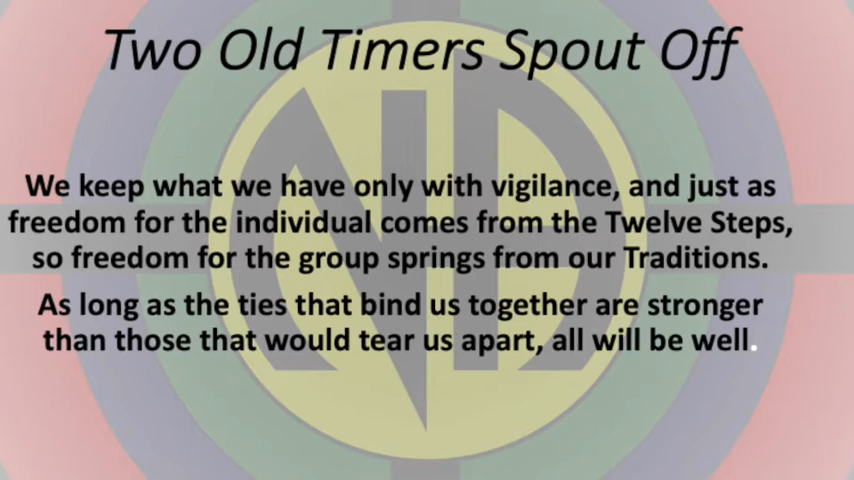 Two Old Timers Spout Off
We keep what we have only with vigilance, and just as
freedom for the individual comes from the Twelve Steps,
so freedom for the group springs from our Traditions.
As long as the ties that bind us together are stronger
than those that would tear us apart, all will be well.
NA